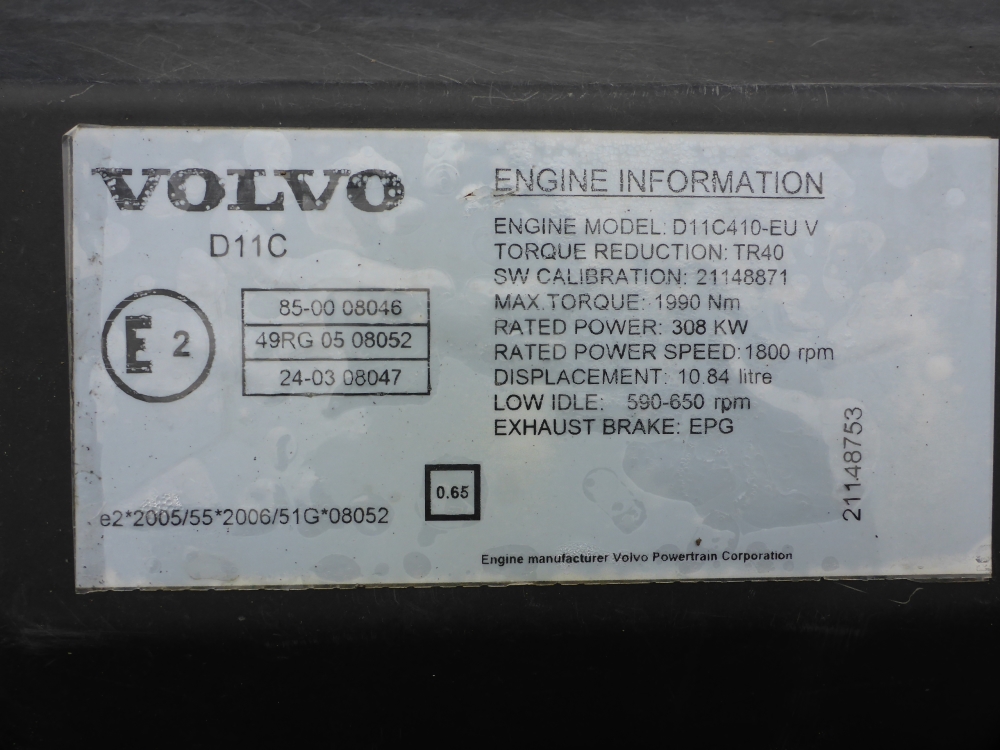 VOLVO
D11C
E 2
85-00 08046
49RG 05 08052
24-03 08047
0.65
e2*2005/55*2006/51G*08052
ENGINE INFORMATION
ENGINE MODEL: D11C410-EU V
TORQUE REDUCTION: TR40
SW CALIBRATION: 21148871
MAX.TORQUE: 1990 Nm
RATED POWER: 308 KW
RATED POWER SPEED:1800 rpm
DISPLACEMENT: 10.84 litre
LOW IDLE: 590-650 rpm
EXHAUST BRAKE: EPG
21148753
Engine manufacturer Volvo Powertrain Corporation